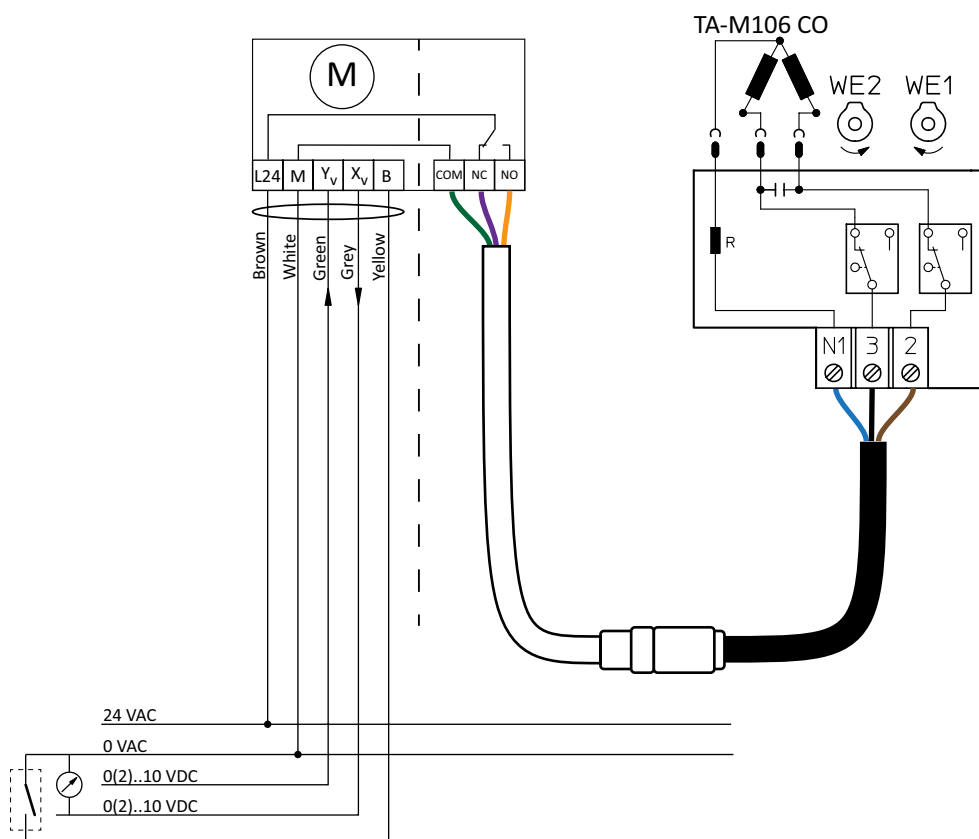 TA-M106 CO
M
WE2 WE1
L24 M Yv Xv B COM NC NO
R
Brown White Green Grey Yellow
N1 3 2
24 VAC
0 VAC
0(2)..10 VDC
0(2)..10 VDC